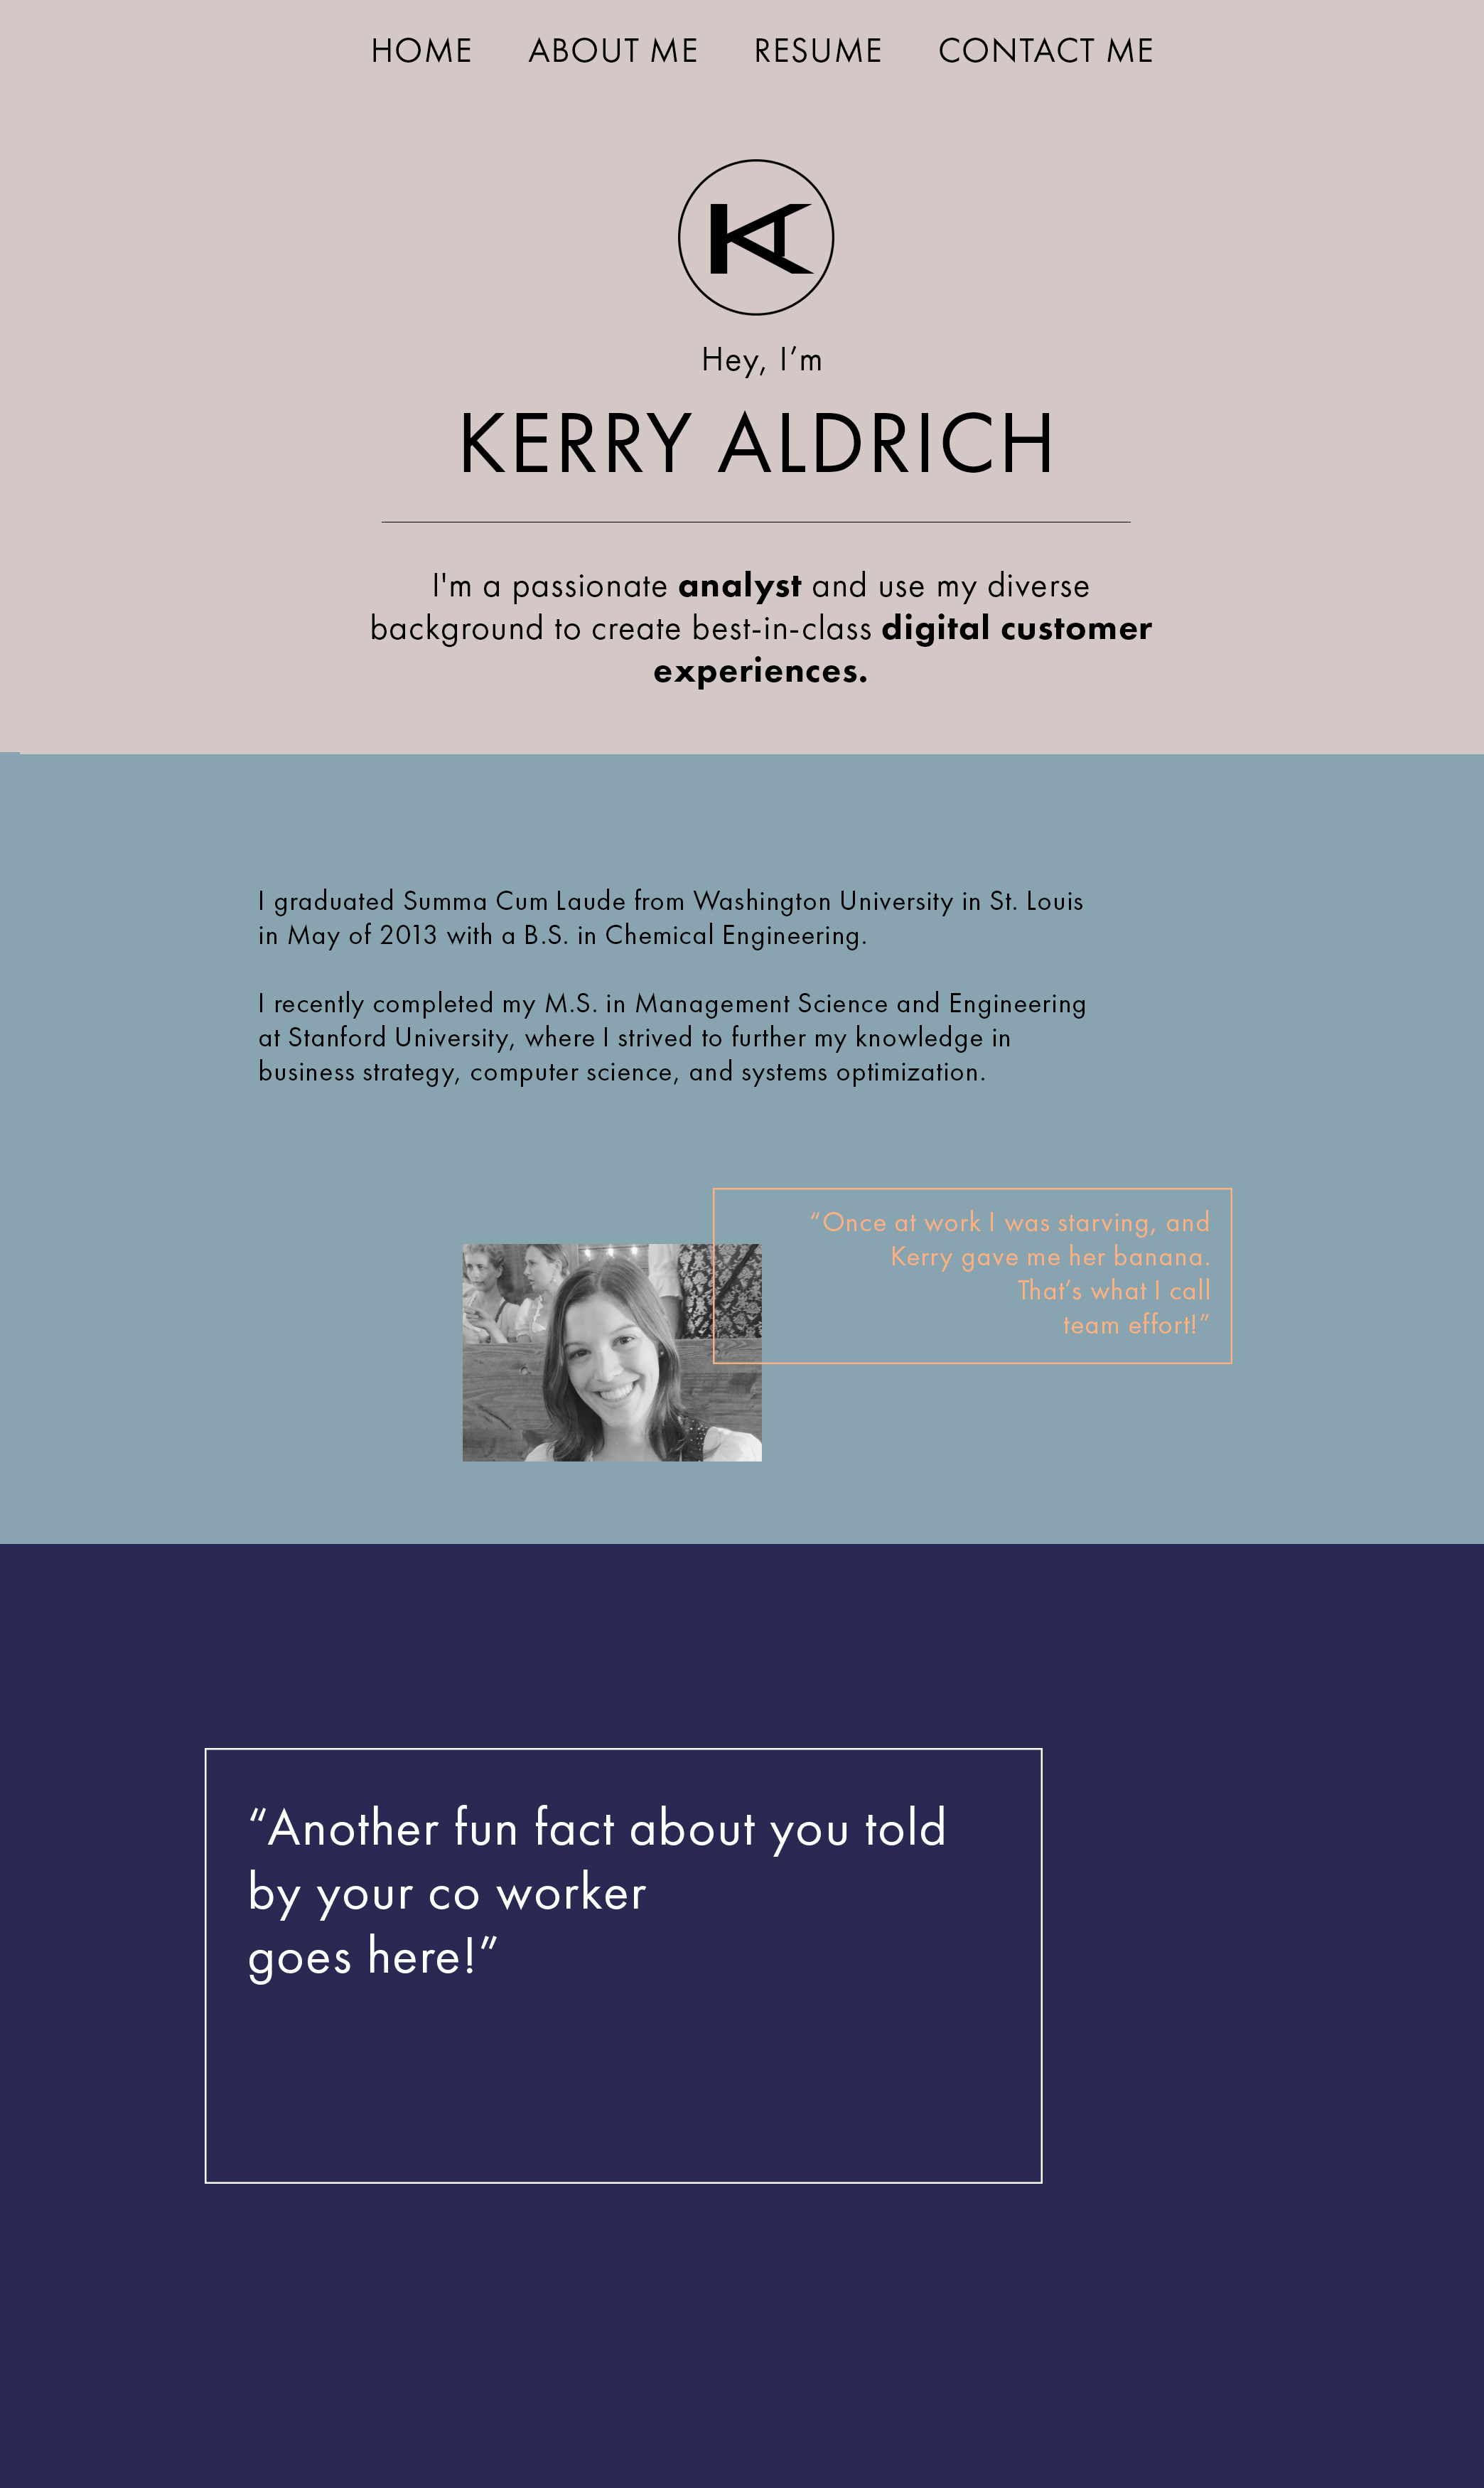 HOME ABOUT ME RESUME CONTACT ME
KA
Hey, I’m
KERRY ALDRICH
I'm a passionate analyst and use my diverse
background to create best-in-class digital customer
experiences.
I graduated Summa Cum Laude from Washington University in St. Louis
in May of 2013 with a B.S. in Chemical Engineering.
I recently completed my M.S. in Management Science and Engineering
at Stanford University, where I strived to further my knowledge in
business strategy, computer science, and systems optimization.
“Once at work I was starving, and
Kerry gave me her banana.
That’s what I call
team effort!”
“Another fun fact about you told
by your co worker
goes here!”